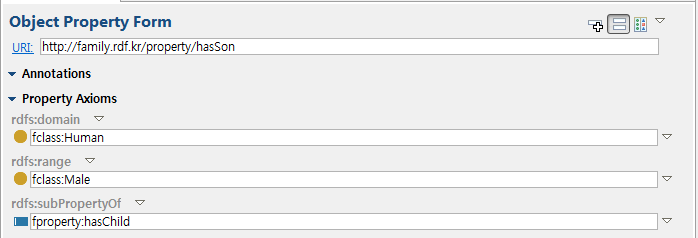 Object Property Form
URI: http://family.rdf.kr/property/hasSon
Annotations
Property Axioms
rdfs:domain
fclass:Human
rdfs:range
fclass:Male
rdfs:subPropertyOf
fproperty:hasChild